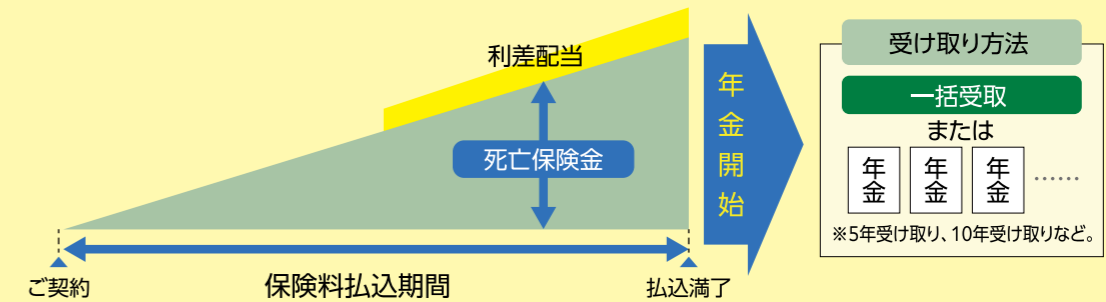 利差配当
死亡保険金
ご契約
保険料払込期間
払込満了
年金開始
受け取り方法
一括受取
または
年金
年金
年金
……
※5年受け取り、10年受け取りなど。